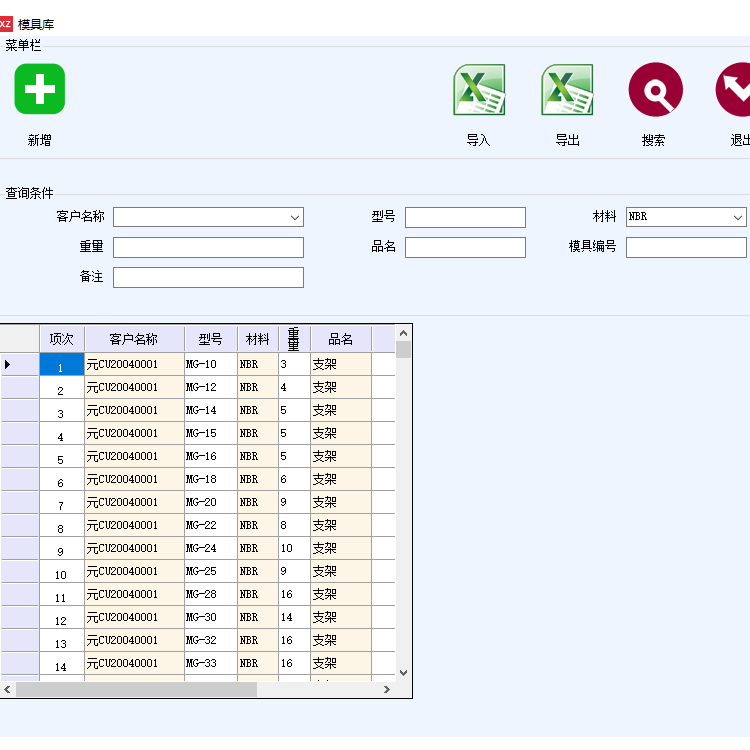 XZ 模具库
菜单栏
新增 导入 导出 搜索
查询条件
客户名称 型号 材料 NBR
重量 品名 模具编号
备注
项次 客户名称 型号 材料 重量 品名
1 元CU20040001 MG-10 NBR 3 支架
2 元CU20040001 MG-12 NBR 4 支架
3 元CU20040001 MG-14 NBR 5 支架
4 元CU20040001 MG-15 NBR 5 支架
5 元CU20040001 MG-16 NBR 5 支架
6 元CU20040001 MG-18 NBR 6 支架
7 元CU20040001 MG-20 NBR 9 支架
8 元CU20040001 MG-22 NBR 8 支架
9 元CU20040001 MG-24 NBR 10 支架
10 元CU20040001 MG-25 NBR 9 支架
11 元CU20040001 MG-28 NBR 16 支架
12 元CU20040001 MG-30 NBR 14 支架
13 元CU20040001 MG-32 NBR 16 支架
14 元CU20040001 MG-33 NBR 16 支架